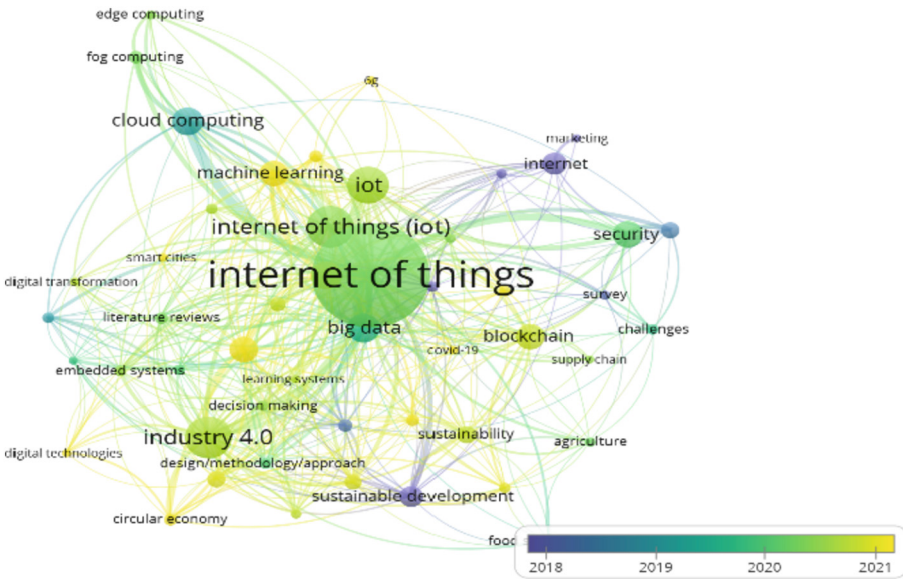 edge computing
fog computing
6g
cloud computing
marketing
internet
machine learning
iot
internet of things (iot)
security
smart cities
internet of things
digital transformation
survey
literature reviews
big data
challenges
blockchain
covid-19
supply chain
embedded systems
learning systems
decision making
industry 4.0
sustainability
agriculture
digital technologies
design/methodology/approach
sustainable development
circular economy
food
2018 2019 2020 2021